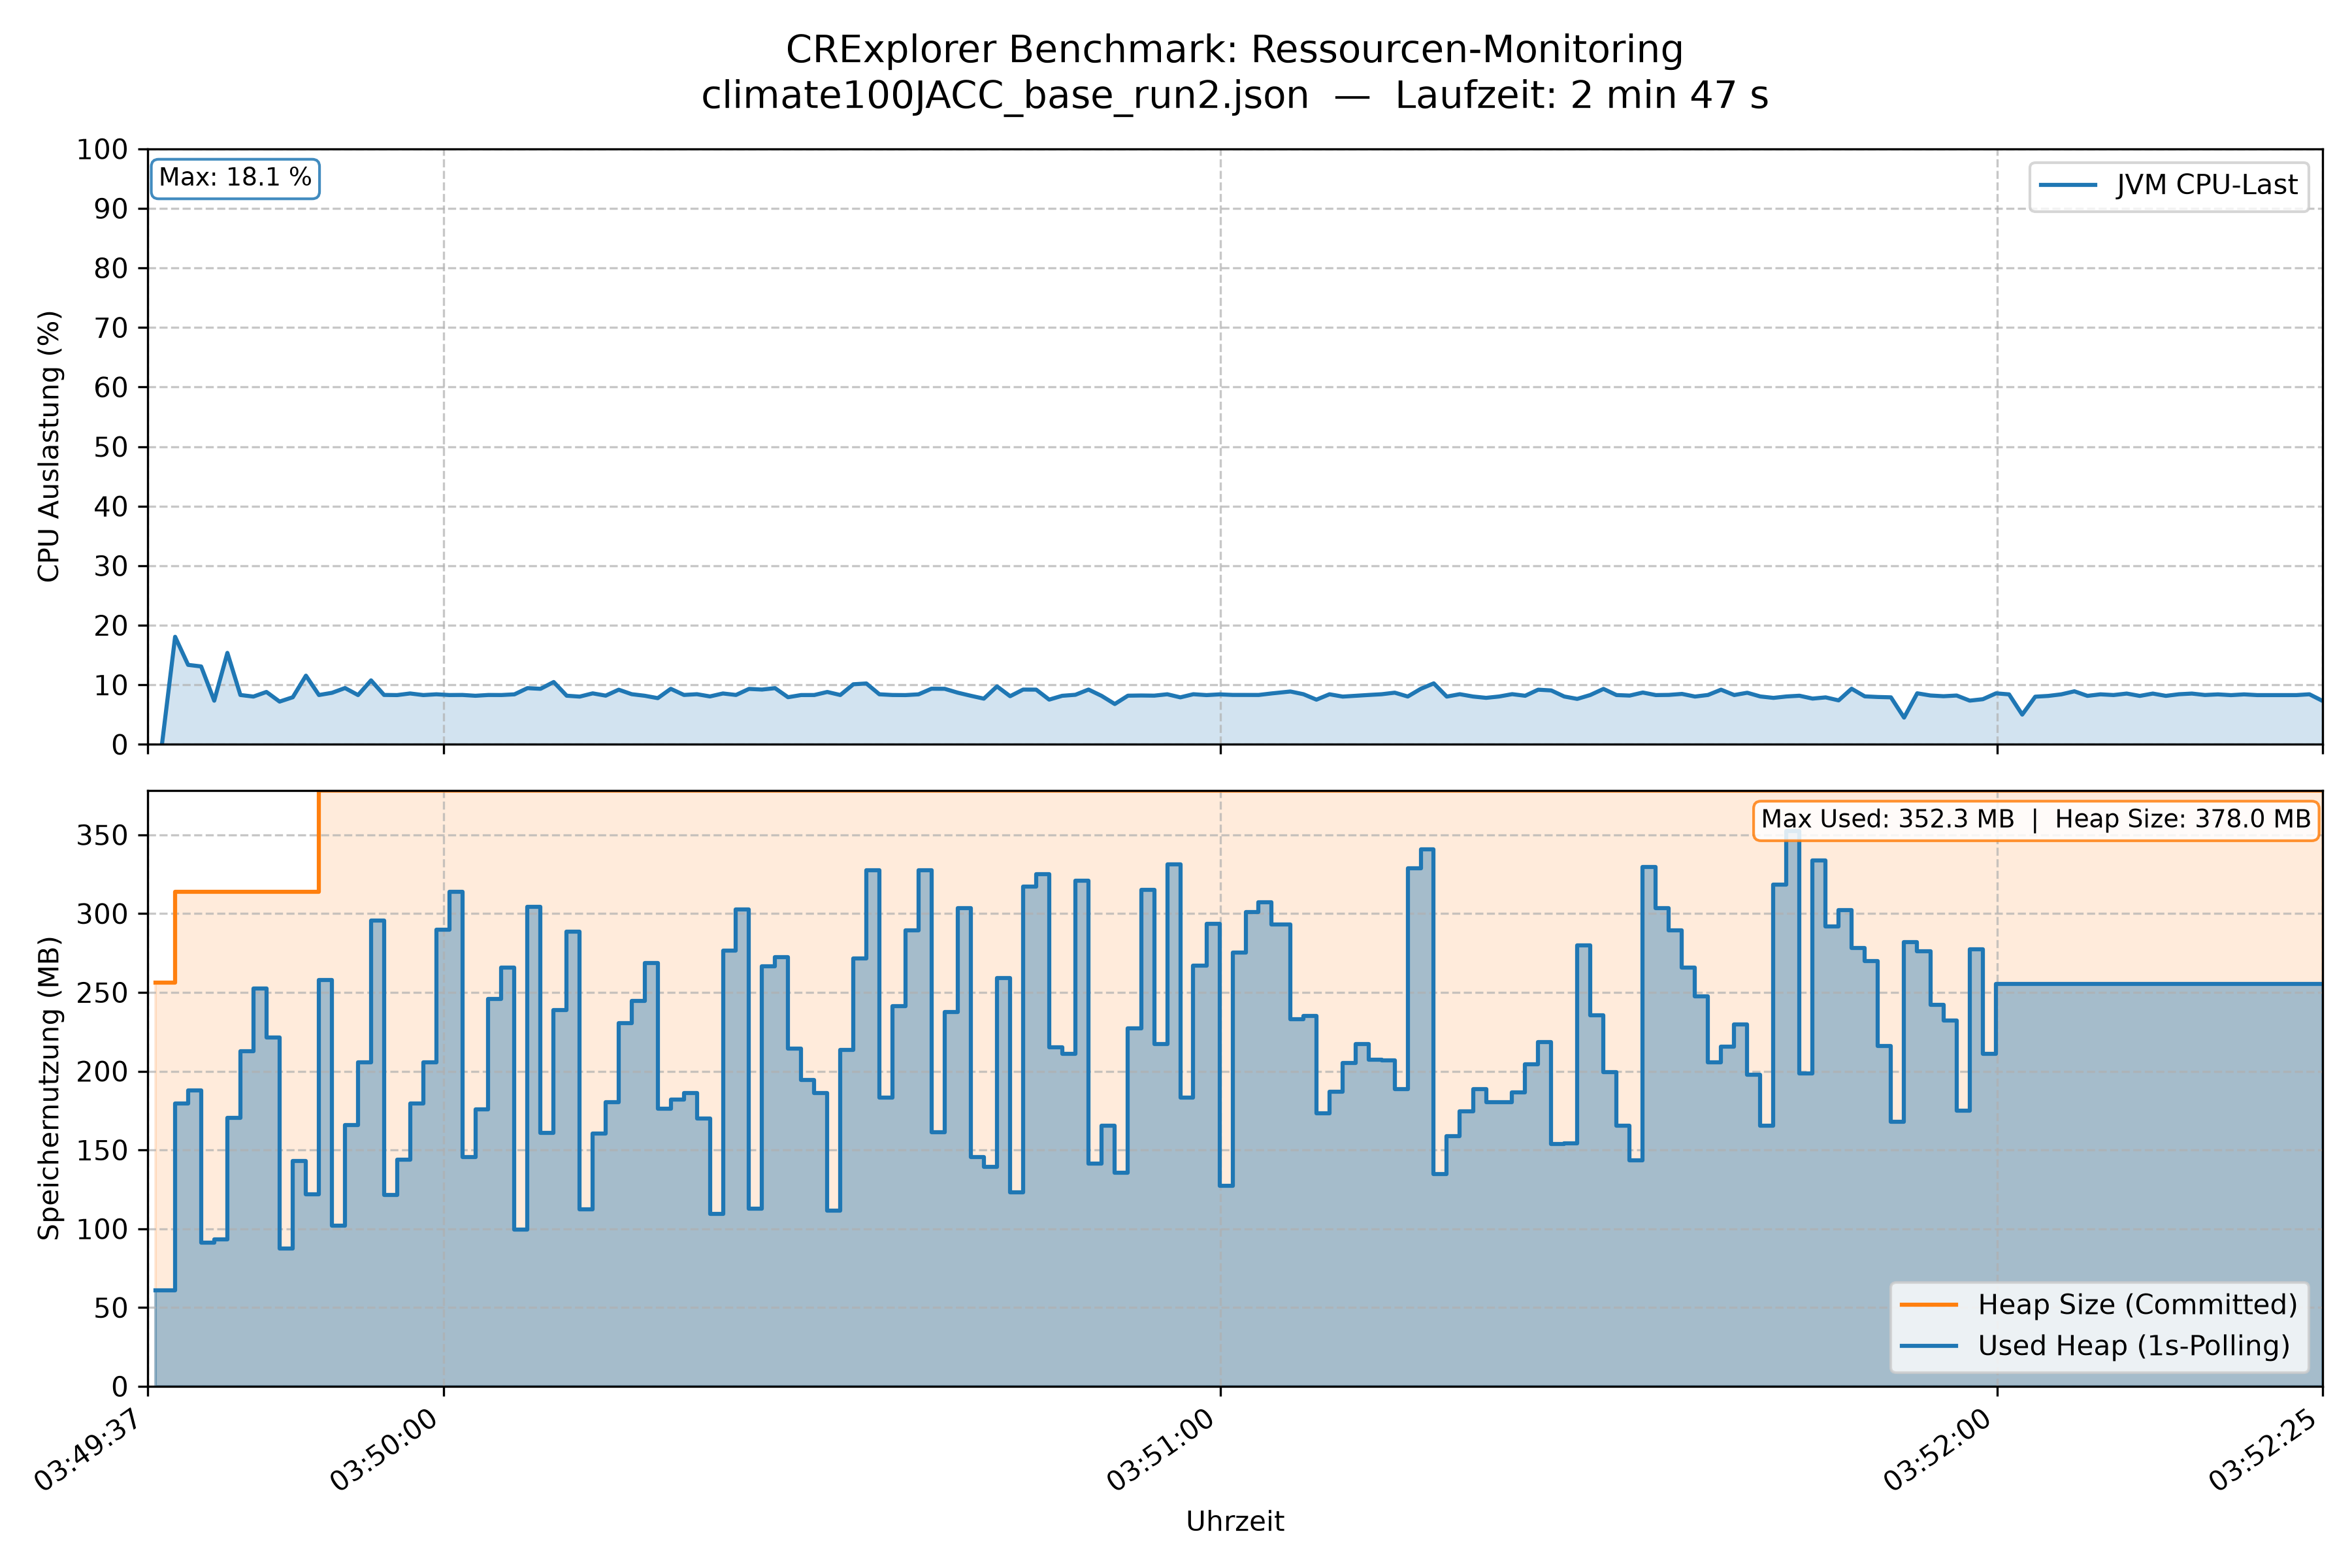 CRExplorer Benchmark: Ressourcen-Monitoring
climate100JACC_base_run2.json — Laufzeit: 2 min 47 s
CPU Auslastung (%)
100
90
80
70
60
50
40
30
20
10
0
Max: 18.1 %
JVM CPU-Last
Speichernutzung (MB)
350
300
250
200
150
100
50
0
Max Used: 352.3 MB | Heap Size: 378.0 MB
Heap Size (Committed)
Used Heap (1s-Polling)
03:49:37
03:50:00
03:51:00
03:52:00
03:52:25
Uhrzeit